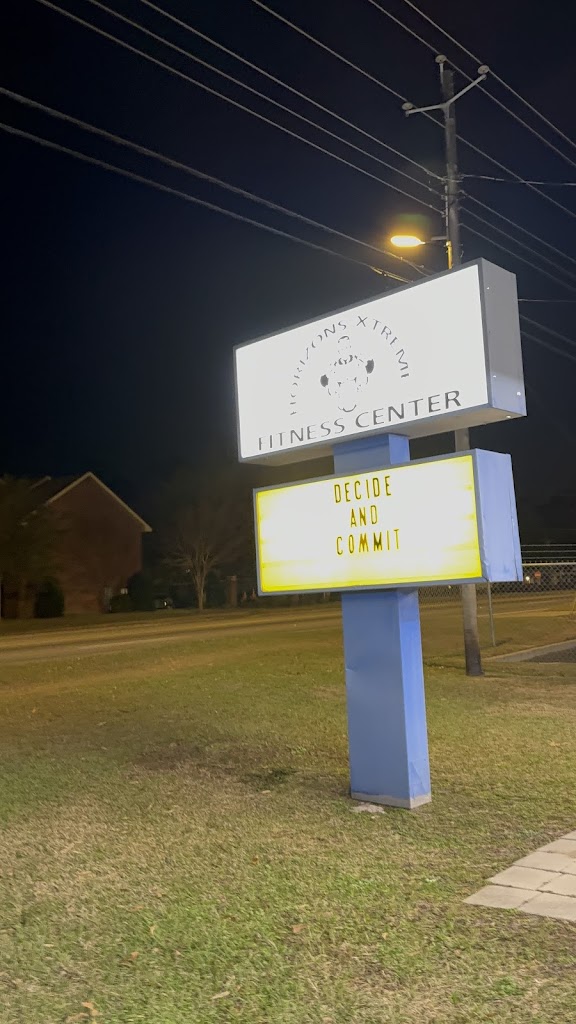 HORIZONS XTREME
FITNESS CENTER
DECIDE
AND
COMMIT